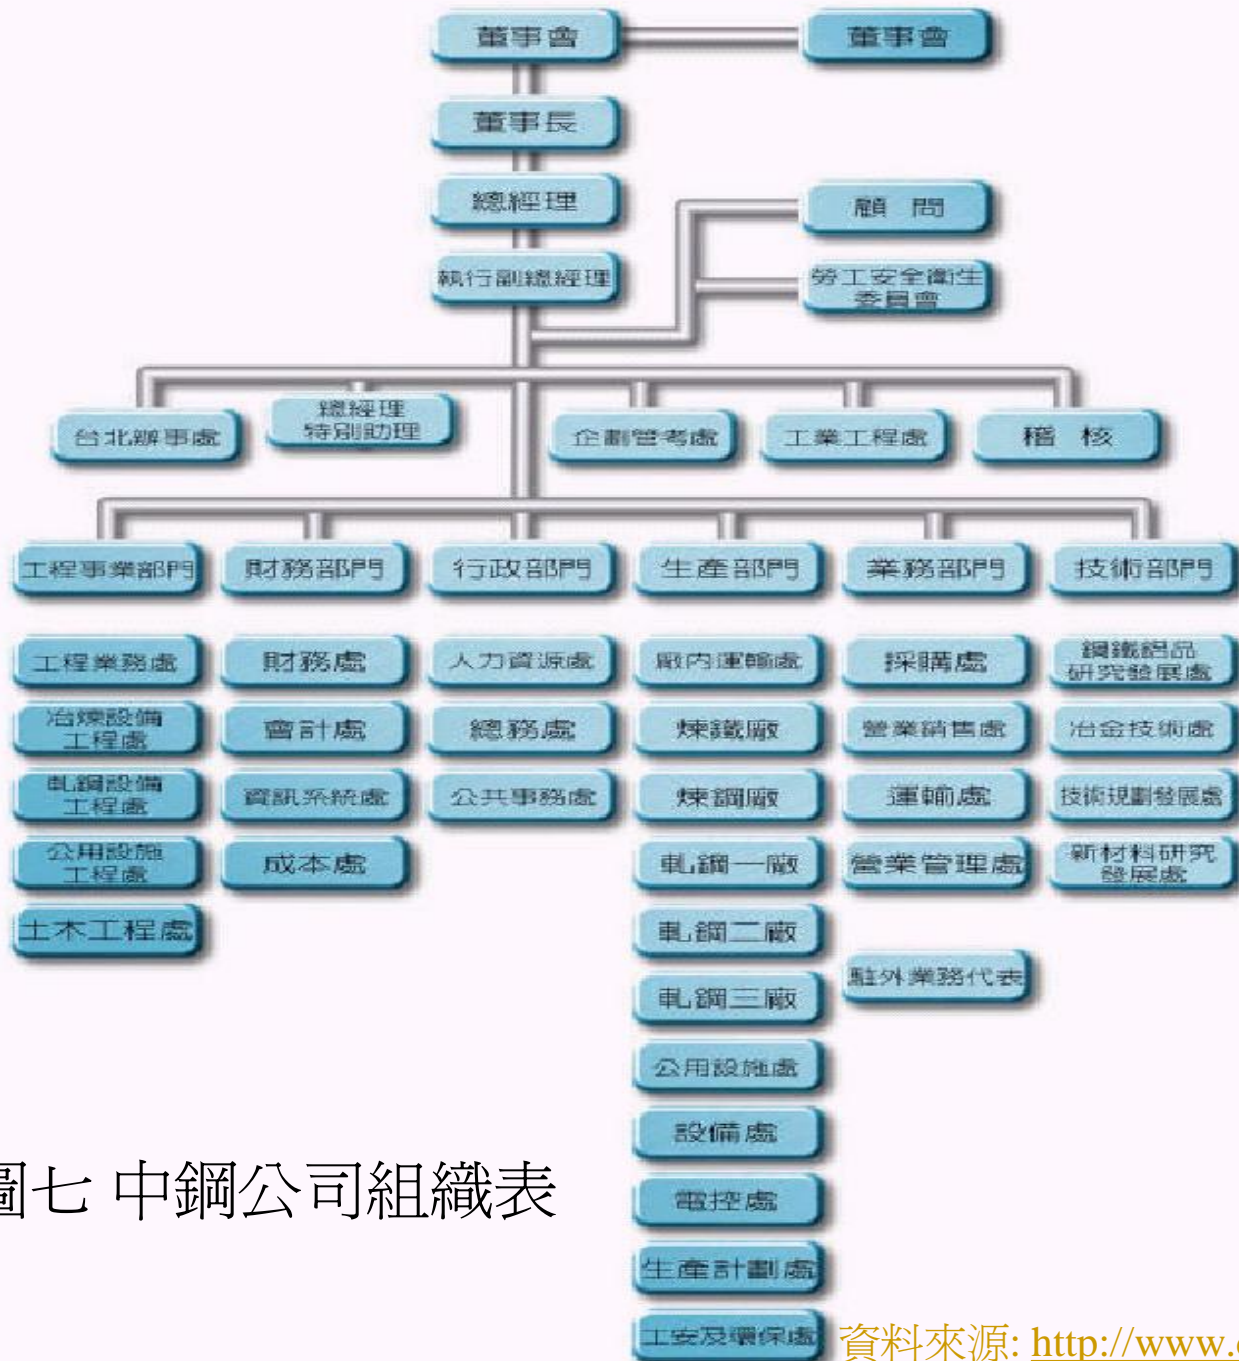 董事會
董事會
董事長
總經理
顧 問
執行副總經理
勞工安全衛生
委員會
台北辦事處
總經理
特別助理
企劃管考處
工業工程處
稽 核
工程事業部門
財務部門
行政部門
生產部門
業務部門
技術部門
工程業務處
財務處
人力資源處
廠內運輸處
採購處
鋼鐵鋁品
研究發展處
冶煉設備
工程處
會計處
總務處
煉鐵廠
營業銷售處
冶金技術處
軋鋼設備
工程處
資訊系統處
公共事務處
煉鋼廠
運輸處
技術規劃發展處
公用設施
工程處
成本處
軋鋼一廠
營業管理處
新材料研究
發展處
土木工程處
軋鋼二廠
駐外業務代表
軋鋼三廠
公用設施處
設備處
電控處
生產計劃處
工安及環保處
圖七 中鋼公司組織表
資料來源: http://www.